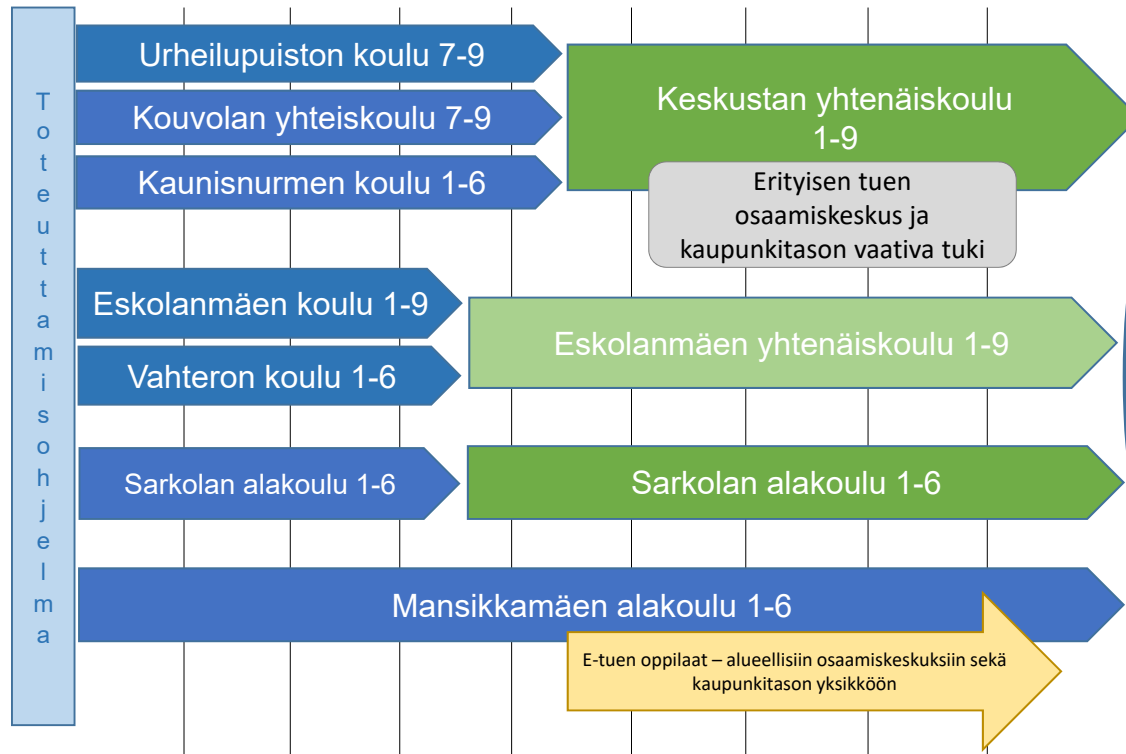 Toteuttamisohjelma
Urheilupuiston koulu 7-9
Kouvolan yhteiskoulu 7-9
Kaunisnurmen koulu 1-6
Keskustan yhtenäiskoulu
1-9
Erityisen tuen
osaamiskeskus ja
kaupunkitason vaativa tuki
Eskolanmäen koulu 1-9
Vahteron koulu 1-6
Eskolanmäen yhtenäiskoulu 1-9
Sarkolan alakoulu 1-6
Sarkolan alakoulu 1-6
Mansikkamäen alakoulu 1-6
E-tuen oppilaat – alueellisiin osaamiskeskuksiin sekä
kaupunkitason yksikköön